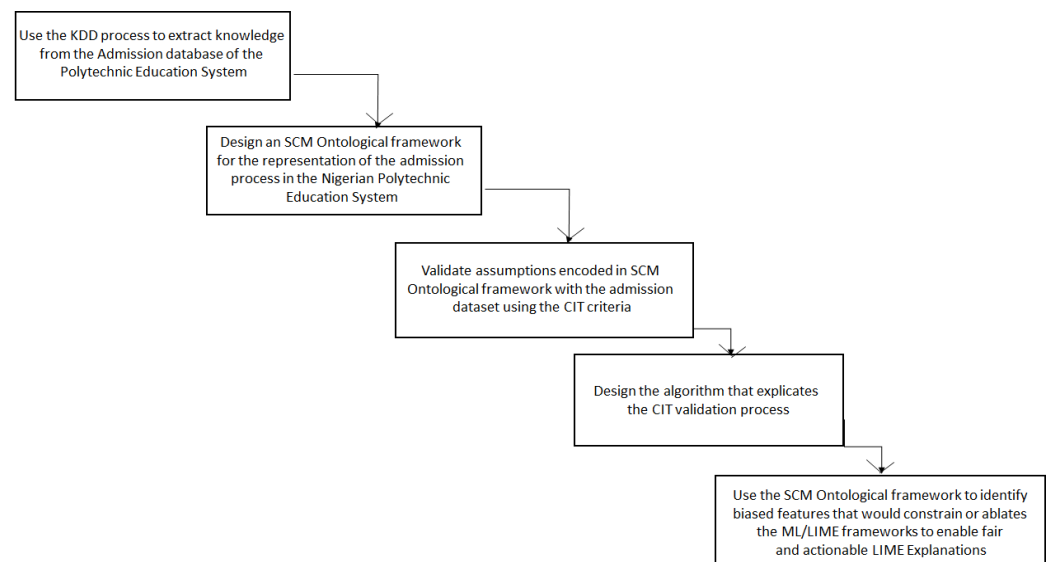 Use the KDD process to extract knowledge
from the Admission database of the
Polytechnic Education System
Design an SCM Ontological framework
for the representation of the admission
process in the Nigerian Polytechnic
Education System
Validate assumptions encoded in SCM
Ontological framework with the admission
dataset using the CIT criteria
Design the algorithm that explicates
the CIT validation process
Use the SCM Ontological framework to identify
biased features that would constrain or ablates
the ML/LIME frameworks to enable fair
and actionable LIME Explanations